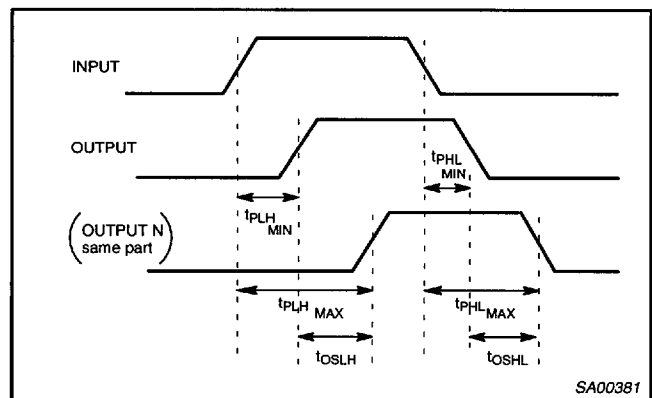 INPUT
OUTPUT
tPHL MIN
tPLH MIN
(OUTPUT N
same part)
tPLH MAX
tPHL MAX
tOSLH
tOSHL
SA00381